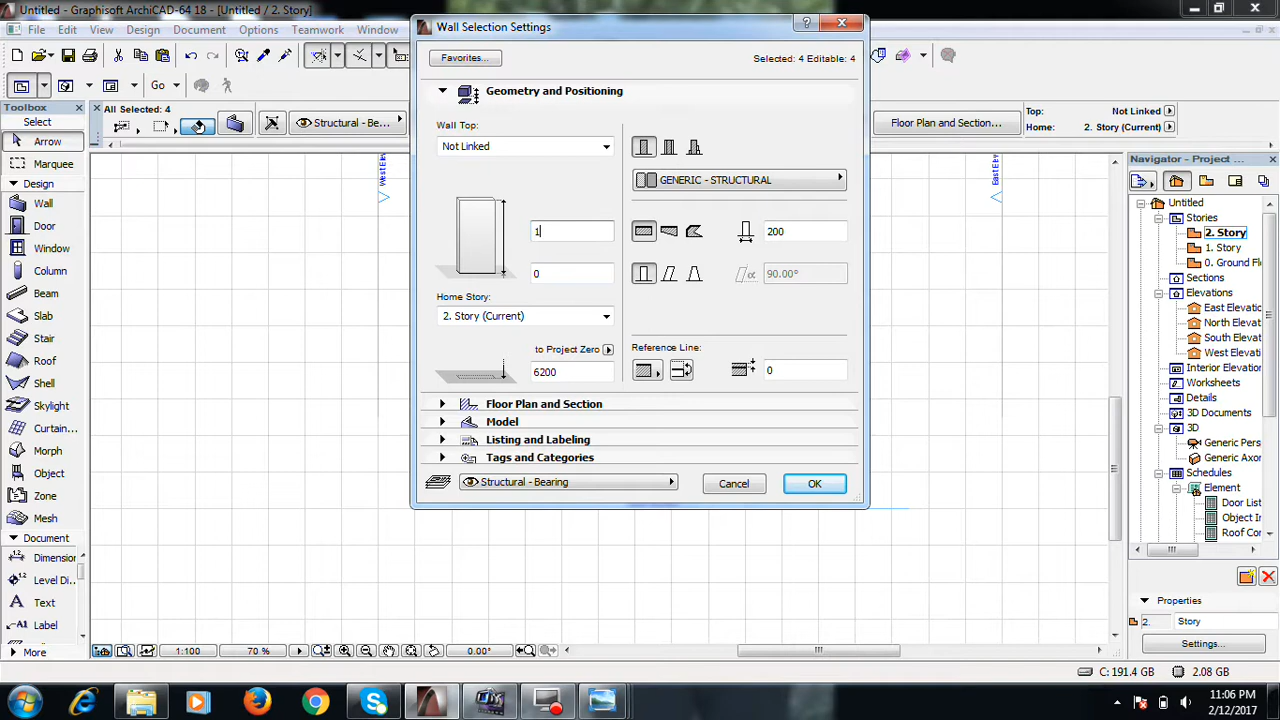 Untitled - Graphisoft ArchiCAD-64 18 - [Untitled / 2. Story]
File Edit View Design Document Options Teamwork Window
Go
Toolbox
Select
Arrow
Marquee
Design
Wall
Door
Window
Column
Beam
Slab
Stair
Roof
Shell
Skylight
Curtain...
Morph
Object
Zone
Mesh
Document
Dimension
Level Di...
Text
Label
More
All Selected: 4
Structural - Be...
Floor Plan and Section...
Top: Not Linked
Home: 2. Story (Current)
Wall Selection Settings
Favorites...
Selected: 4 Editable: 4
Geometry and Positioning
Wall Top:
Not Linked
1
0
Home Story:
2. Story (Current)
to Project Zero
6200
GENERIC - STRUCTURAL
200
α
90.00°
Reference Line:
0
Floor Plan and Section
Model
Listing and Labeling
Tags and Categories
Structural - Bearing
Cancel
OK
Navigator - Project ...
Untitled
Stories
2. Story
1. Story
0. Ground F
Sections
Elevations
East Elevatio
North Elevat
South Elevat
West Elevati
Interior Elevation
Worksheets
Details
3D Documents
3D
Generic Pers
Generic Axon
Schedules
Element
Door List
Object In
Roof Con
Properties
2. Story
Settings...
1:100
70 %
0.00°
C: 191.4 GB
2.08 GB
11:06 PM
2/12/2017